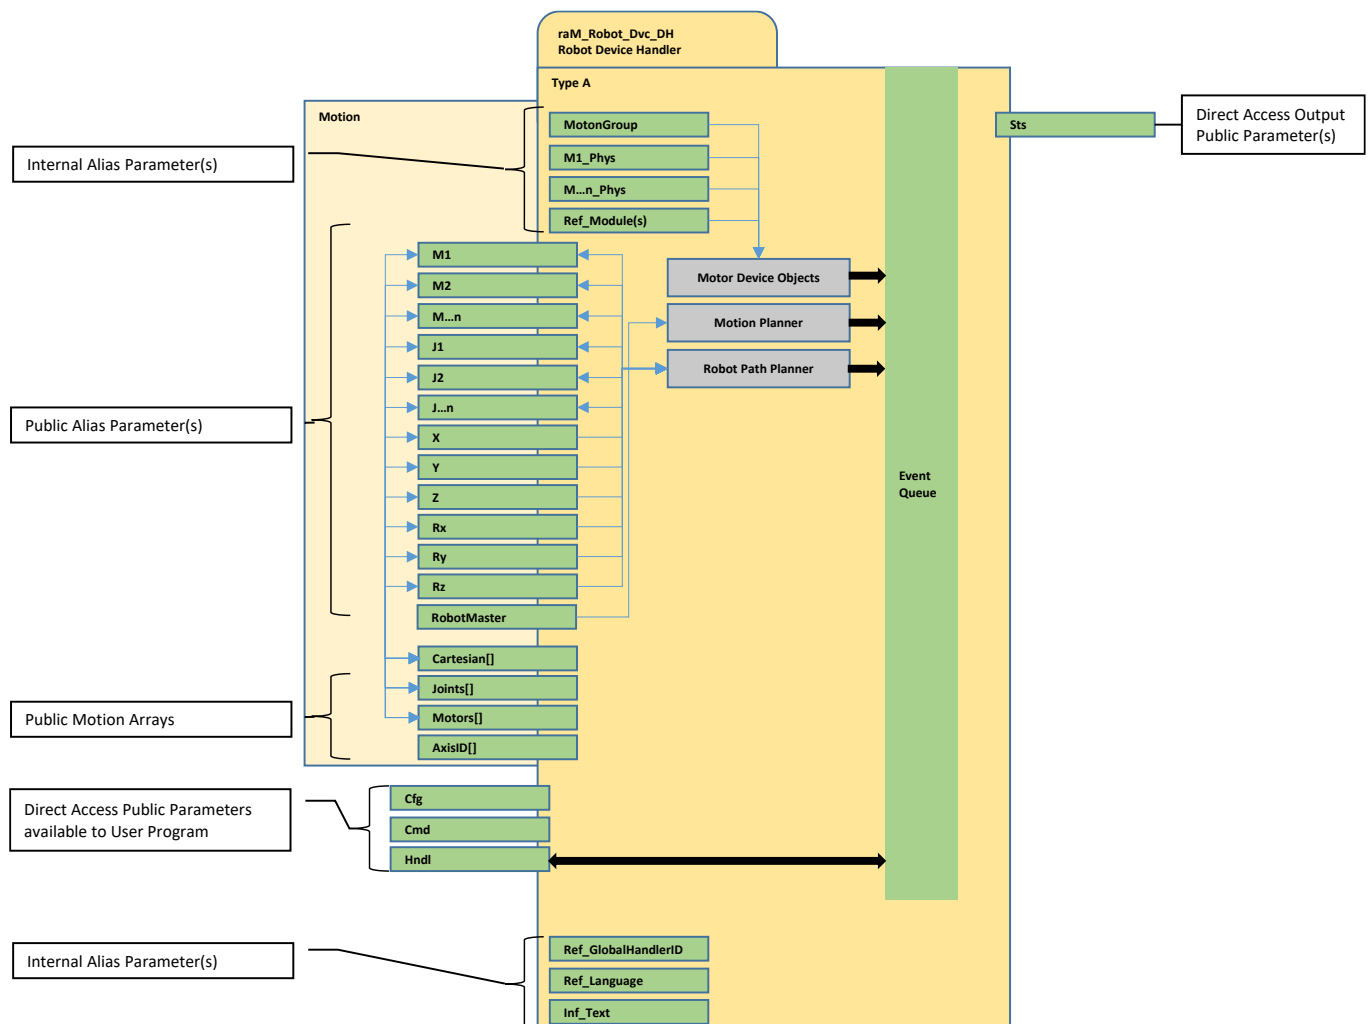 raM_Robot_Dvc_DH
Robot Device Handler
Type A
Motion
MotonGroup
M1_Phys
M...n_Phys
Ref_Module(s)
Sts
Direct Access Output
Public Parameter(s)
Internal Alias Parameter(s)
M1
M2
M...n
J1
J2
J...n
X
Y
Z
Rx
Ry
Rz
RobotMaster
Motor Device Objects
Motion Planner
Robot Path Planner
Public Alias Parameter(s)
Event
Queue
Cartesian[]
Joints[]
Motors[]
AxisID[]
Public Motion Arrays
Cfg
Cmd
Hndl
Direct Access Public Parameters
available to User Program
Internal Alias Parameter(s)
Ref_GlobalHandlerID
Ref_Language
Inf_Text